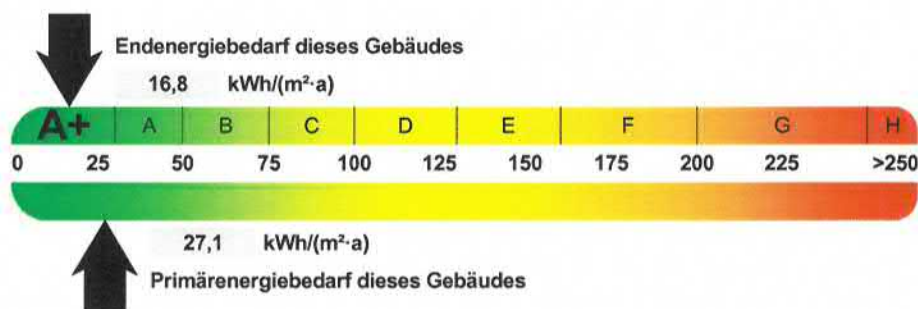 Endenergiebedarf dieses Gebäudes
16,8 kWh/(m²·a)
A+ A B C D E F G H
0 25 50 75 100 125 150 175 200 225 >250
27,1 kWh/(m²·a)
Primärenergiebedarf dieses Gebäudes